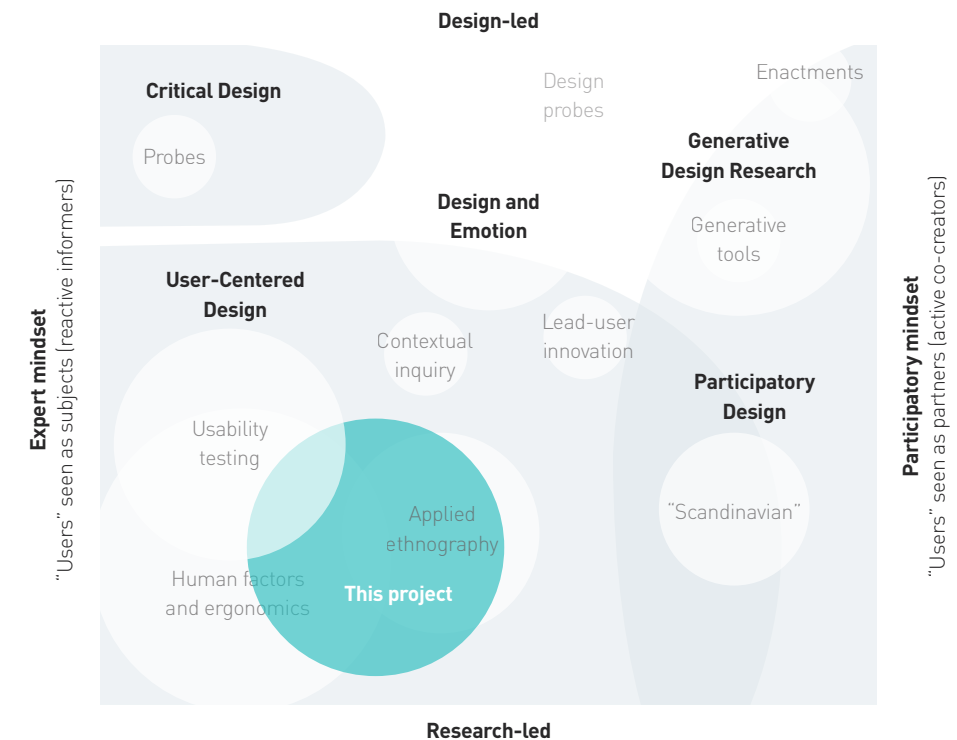 Design-led
Critical Design
Probes
Design
probes
Enactments
Generative
Design Research
Generative
tools
Design and
Emotion
User-Centered
Design
Contextual
inquiry
Lead-user
innovation
Participatory
Design
Usability
testing
"Scandinavian"
Applied
ethnography
Human factors
and ergonomics
This project
Expert mindset
"Users" seen as subjects (reactive informers)
Participatory mindset
"Users" seen as partners (active co-creators)
Research-led